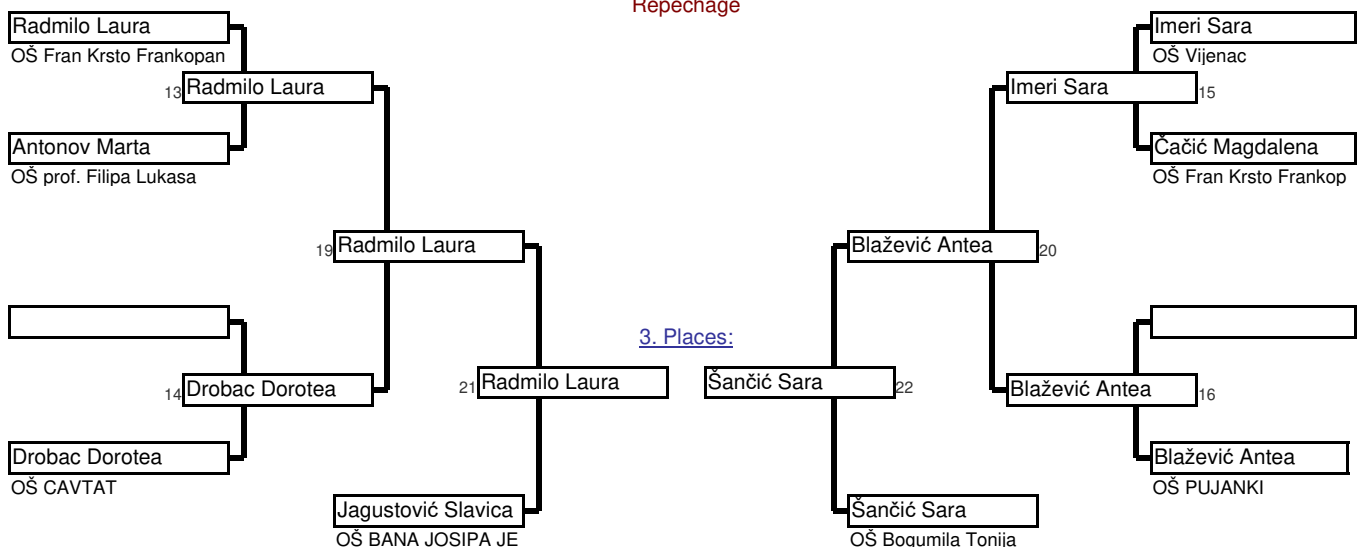 Repechage
Radmilo Laura
OŠ Fran Krsto Frankopan
13 Radmilo Laura
Antonov Marta
OŠ prof. Filipa Lukasa
19 Radmilo Laura
14 Drobac Dorotea
Drobac Dorotea
OŠ CAVTAT
3. Places:
21 Radmilo Laura
Jagustović Slavica
OŠ BANA JOSIPA JE
Imeri Sara
OŠ Vijenac
Imeri Sara 15
Čačić Magdalena
OŠ Fran Krsto Frankop
Blažević Antea 20
Šančić Sara 22
Blažević Antea 16
Blažević Antea
OŠ PUJANKI
Šančić Sara
OŠ Bogumila Tonija